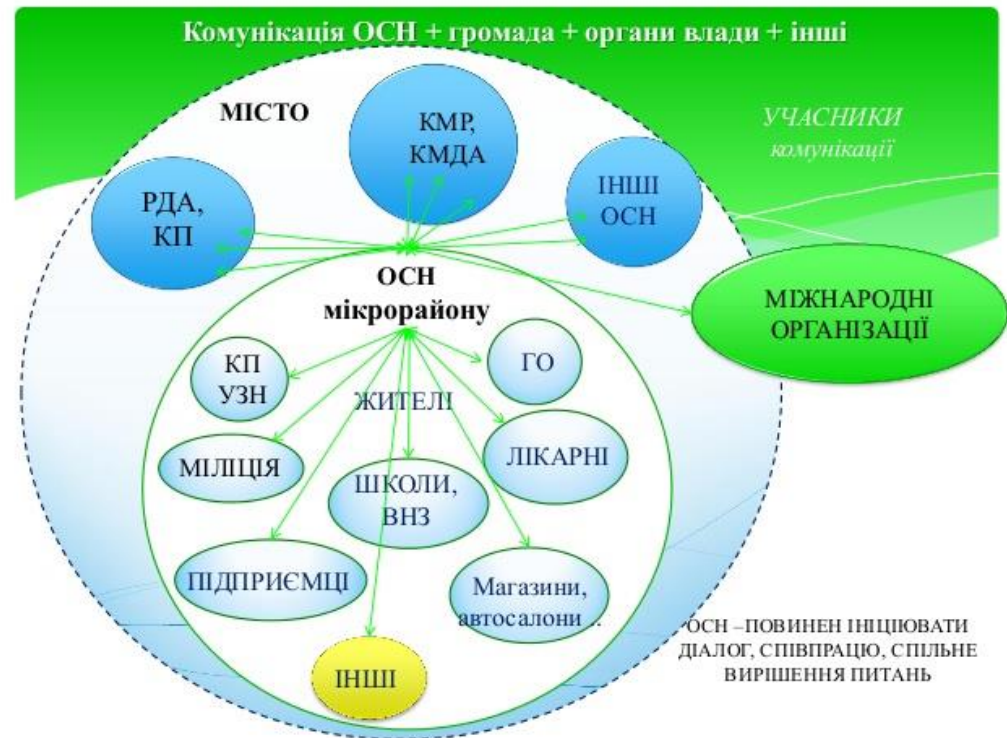 Комунікація ОСН + громада + органи влади + інші
МІСТО
УЧАСНИКИ
комунікації
КМР,
КМДА
РДА,
КП
ІНШІ
ОСН
ОСН
мікрорайону
МІЖНАРОДНІ
ОРГАНІЗАЦІЇ
КП
УЗН
ГО
ЖИТЕЛІ
МІЛІЦІЯ
ЛІКАРНІ
ШКОЛИ,
ВНЗ
ПІДПРИЄМЦІ
Магазини,
автосалони...
ІНШІ
ОСН – ПОВИНЕН ІНІЦІЮВАТИ
ДІАЛОГ, СПІВПРАЦЮ, СПІЛЬНЕ
ВИРІШЕННЯ ПИТАНЬ